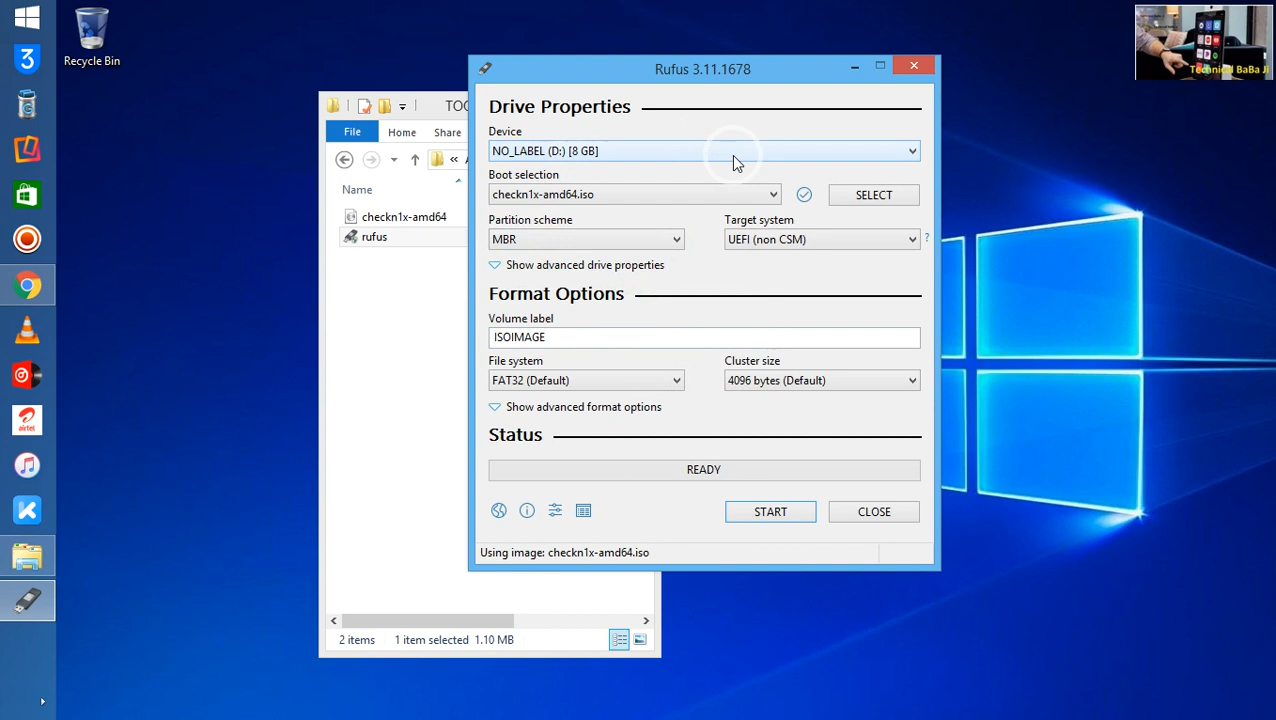 Recycle Bin
3
airtel
TOO
File
Home
Share
Name
checkn1x-amd64
rufus
2 items
1 item selected 1.10 MB
Rufus 3.11.1678
Drive Properties
Device
NO_LABEL (D:) [8 GB]
Boot selection
checkn1x-amd64.iso
SELECT
Partition scheme
Target system
MBR
UEFI (non CSM)
?
Show advanced drive properties
Format Options
Volume label
ISOIMAGE
File system
Cluster size
FAT32 (Default)
4096 bytes (Default)
Show advanced format options
Status
READY
START
CLOSE
Using image: checkn1x-amd64.iso
Technical BaBa Ji